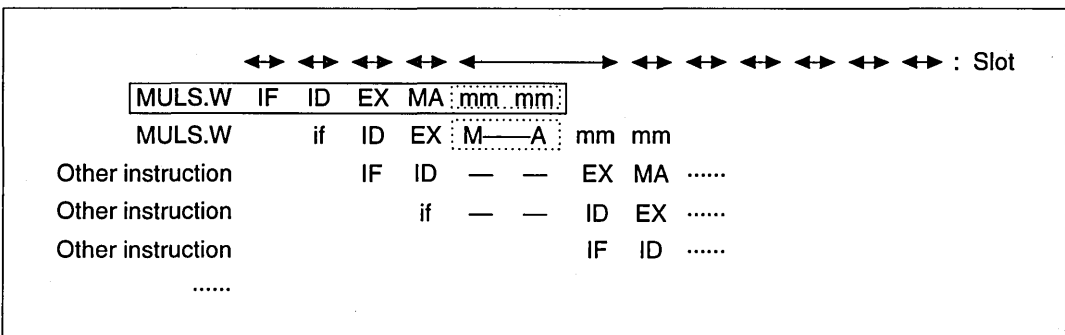 : Slot
MULS.W IF ID EX MA mm mm
MULS.W if ID EX M——A mm mm
Other instruction IF ID — — EX MA ······
Other instruction if — — ID EX ······
Other instruction IF ID ······
······